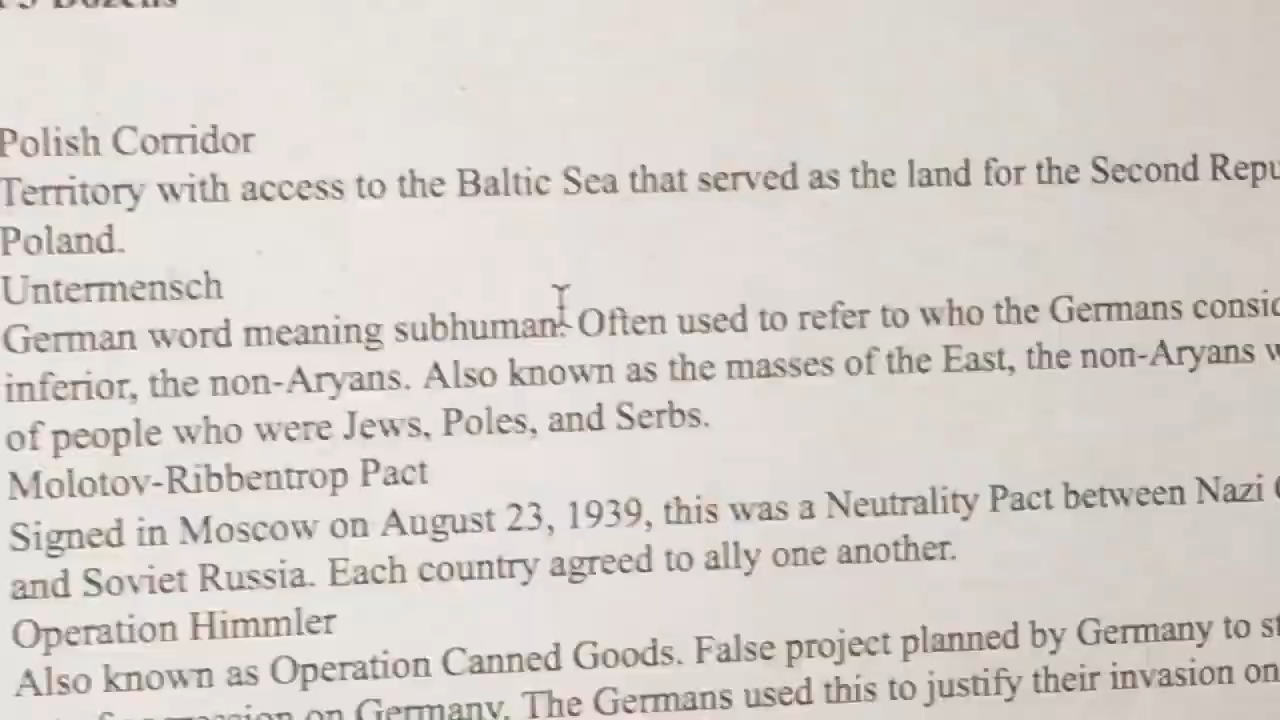 Dozens
Polish Corridor
Territory with access to the Baltic Sea that served as the land for the Second
Poland.
Untermensch
German word meaning subhuman. Often used to refer to who the Germans
inferior, the non-Aryans. Also known as the masses of the East, the non-Aryans
of people who were Jews, Poles, and Serbs.
Molotov-Ribbentrop Pact
Signed in Moscow on August 23, 1939, this was a Neutrality Pact between Nazi
and Soviet Russia. Each country agreed to ally one another.
Operation Himmler
Also known as Operation Canned Goods. False project planned by Germany to
on Germany. The Germans used this to justify their invasion on